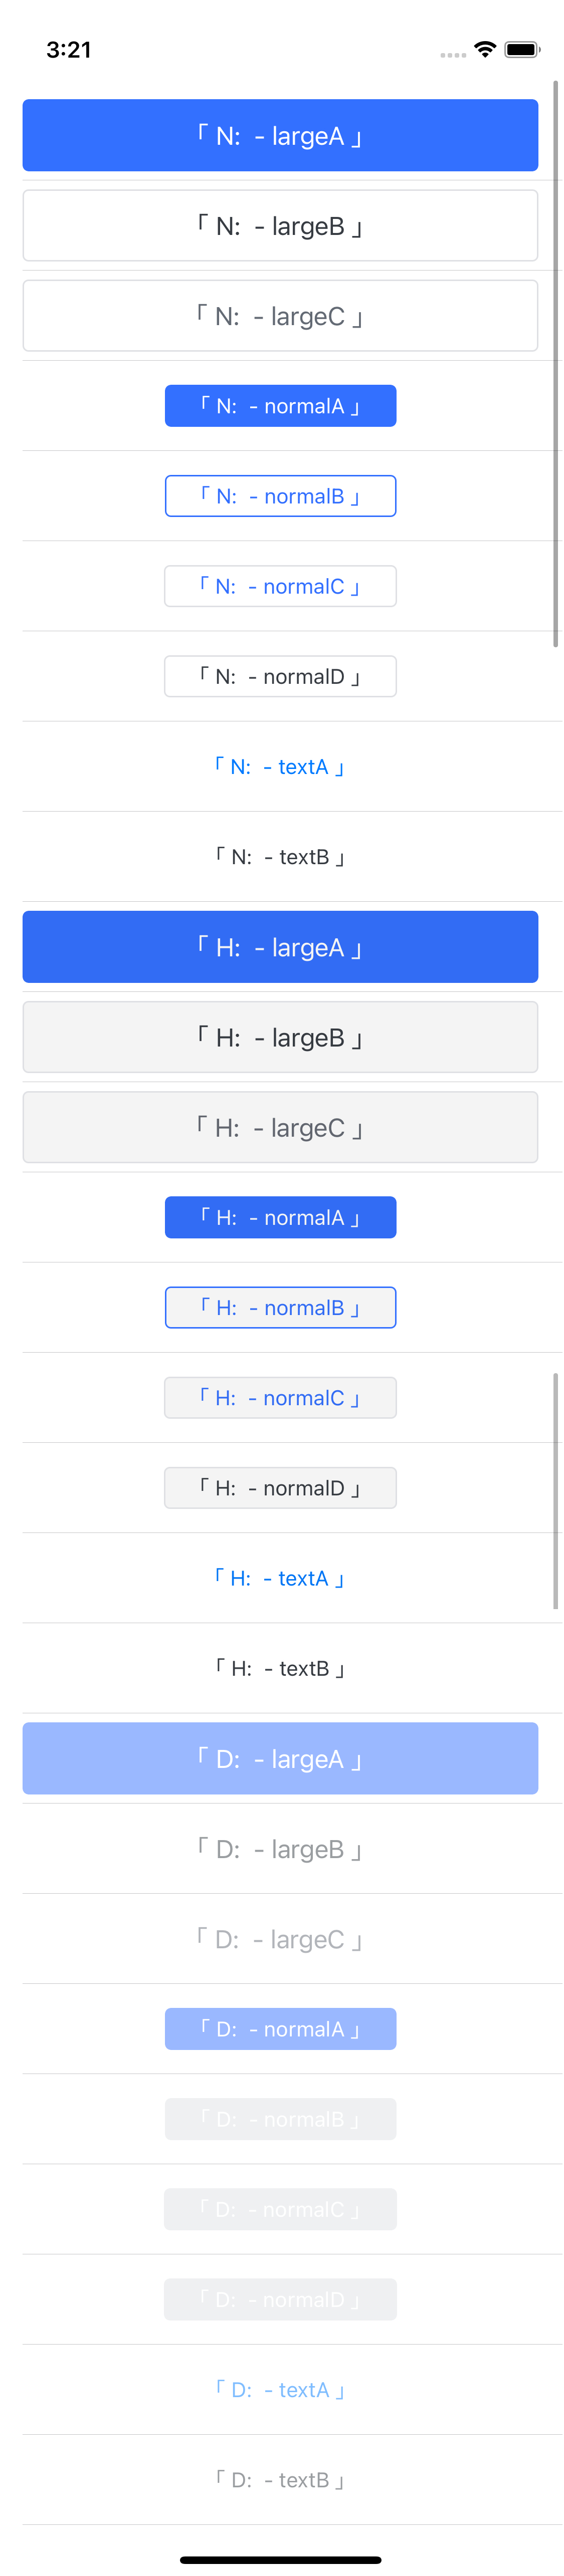 3:21
「 N:  - largeA 」
「 N:  - largeB 」
「 N:  - largeC 」
「 N:  - normalA 」
「 N:  - normalB 」
「 N:  - normalC 」
「 N:  - normalD 」
「 N:  - textA 」
「 N:  - textB 」
「 H:  - largeA 」
「 H:  - largeB 」
「 H:  - largeC 」
「 H:  - normalA 」
「 H:  - normalB 」
「 H:  - normalC 」
「 H:  - normalD 」
「 H:  - textA 」
「 H:  - textB 」
「 D:  - largeA 」
「 D:  - largeB 」
「 D:  - largeC 」
「 D:  - normalA 」
「 D:  - normalB 」
「 D:  - normalC 」
「 D:  - normalD 」
「 D:  - textA 」
「 D:  - textB 」